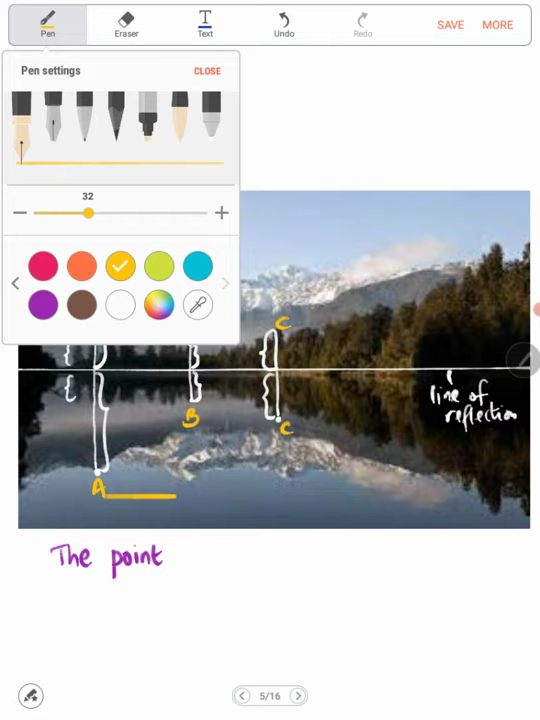 Pen
Eraser
Text
Undo
Redo
SAVE
MORE
Pen settings
CLOSE
32
C
line of
reflection
B
C
A
The point
5/16